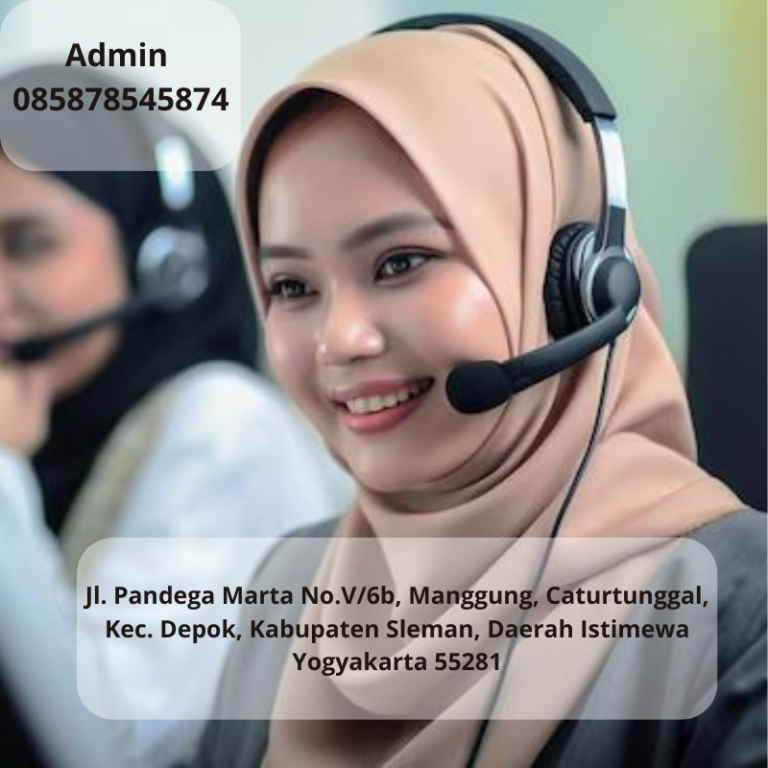 Admin
085878545874
Jl. Pandega Marta No.V/6b, Manggung, Caturtunggal,
Kec. Depok, Kabupaten Sleman, Daerah Istimewa
Yogyakarta 55281